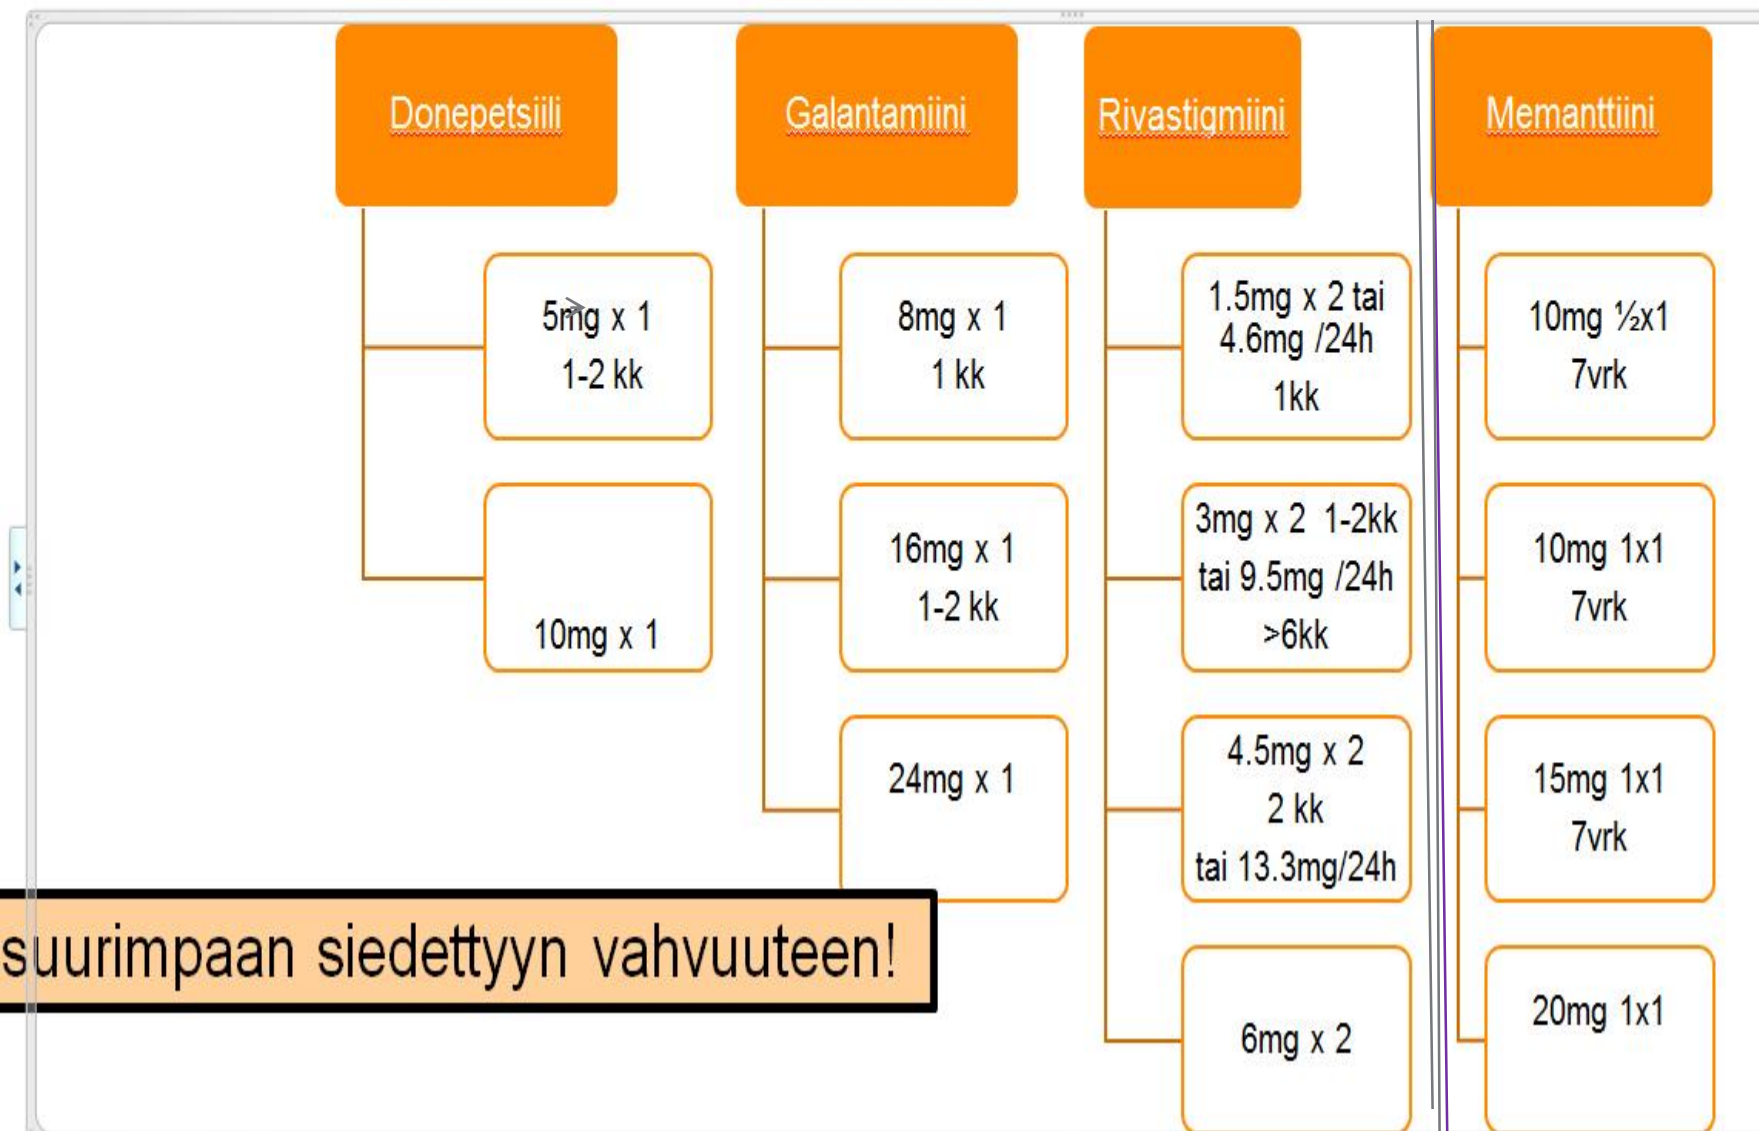 Donepetsiili
5mg x 1
1-2 kk
10mg x 1
Galantamiini
8mg x 1
1 kk
16mg x 1
1-2 kk
24mg x 1
Rivastigmiini
1.5mg x 2 tai
4.6mg /24h
1kk
3mg x 2 1-2kk
tai 9.5mg /24h
>6kk
4.5mg x 2
2 kk
tai 13.3mg/24h
6mg x 2
Memanttiini
10mg ½x1
7vrk
10mg 1x1
7vrk
15mg 1x1
7vrk
20mg 1x1
suurimpaan siedettyyn vahvuuteen!